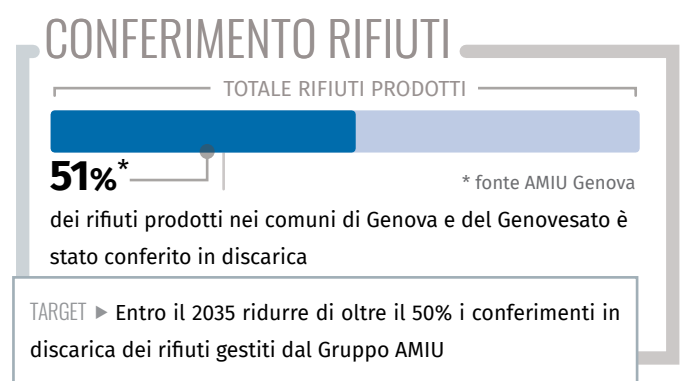 CONFERIMENTO RIFIUTI
TOTALE RIFIUTI PRODOTTI
51%*
* fonte AMIU Genova
dei rifiuti prodotti nei comuni di Genova e del Genovesato è
stato conferito in discarica
TARGET ▶ Entro il 2035 ridurre di oltre il 50% i conferimenti in
discarica dei rifiuti gestiti dal Gruppo AMIU